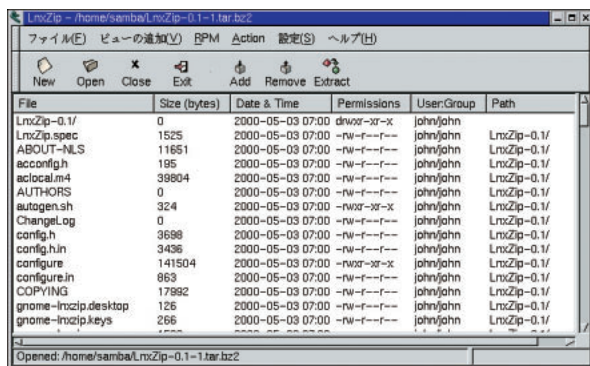 LnxZip - /home/samba/LnxZip-0.1-1.tar.bz2
ファイル(F) ビューの追加(V) RPM Action 設定(S) ヘルプ(H)
New Open Close Exit Add Remove Extract
File Size (bytes) Date & Time Permissions User:Group Path
LnxZip-0.1/ 0 2000-05-03 07:00 drwxr-xr-x john/john
LnxZip.spec 1525 2000-05-03 07:00 -rw-r--r-- john/john LnxZip-0.1/
ABOUT-NLS 11651 2000-05-03 07:00 -rw-r--r-- john/john LnxZip-0.1/
acconfig.h 195 2000-05-03 07:00 -rw-r--r-- john/john LnxZip-0.1/
aclocal.m4 39804 2000-05-03 07:00 -rw-r--r-- john/john LnxZip-0.1/
AUTHORS 0 2000-05-03 07:00 -rw-r--r-- john/john LnxZip-0.1/
autogen.sh 324 2000-05-03 07:00 -rwxr-xr-x john/john LnxZip-0.1/
ChangeLog 0 2000-05-03 07:00 -rw-r--r-- john/john LnxZip-0.1/
config.h 3698 2000-05-03 07:00 -rw-r--r-- john/john LnxZip-0.1/
config.h.in 3436 2000-05-03 07:00 -rw-r--r-- john/john LnxZip-0.1/
configure 141504 2000-05-03 07:00 -rwxr-xr-x john/john LnxZip-0.1/
configure.in 863 2000-05-03 07:00 -rw-r--r-- john/john LnxZip-0.1/
COPYING 17992 2000-05-03 07:00 -rw-r--r-- john/john LnxZip-0.1/
gnome-lnxzip.desktop 126 2000-05-03 07:00 -rw-r--r-- john/john LnxZip-0.1/
gnome-lnxzip.keys 266 2000-05-03 07:00 -rw-r--r-- john/john LnxZip-0.1/
Opened: /home/samba/LnxZip-0.1-1.tar.bz2